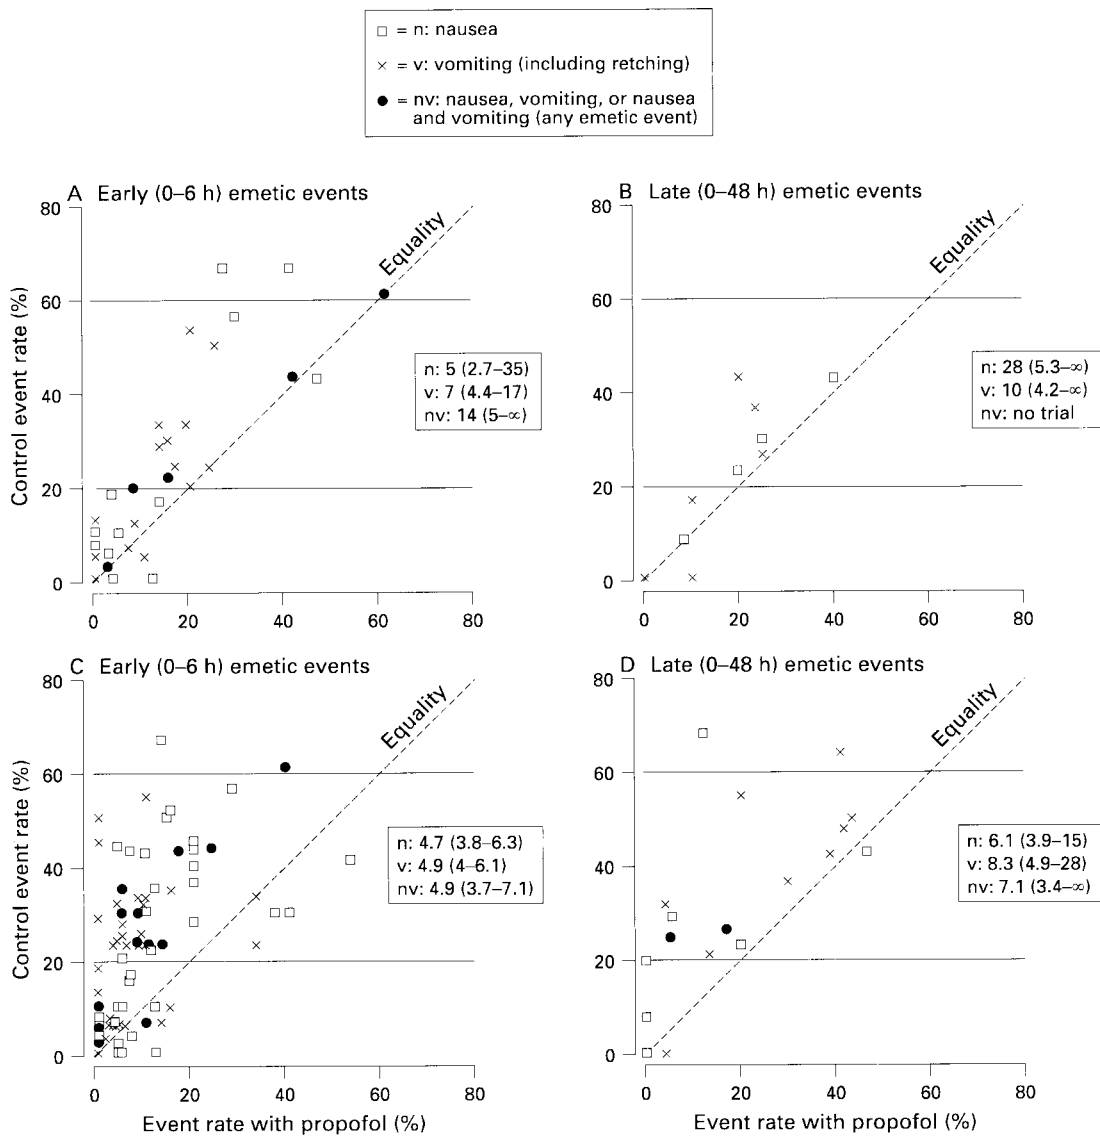 □ = n: nausea
× = v: vomiting (including retching)
● = nv: nausea, vomiting, or nausea
and vomiting (any emetic event)
A Early (0–6 h) emetic events
80
60
40
20
0
Control event rate (%)
Equality
n: 5 (2.7–35)
v: 7 (4.4–17)
nv: 14 (5–∞)
0 20 40 60 80
B Late (0–48 h) emetic events
80
60
40
20
0
Equality
n: 28 (5.3–∞)
v: 10 (4.2–∞)
nv: no trial
0 20 40 60 80
C Early (0–6 h) emetic events
80
60
40
20
0
Control event rate (%)
Equality
n: 4.7 (3.8–6.3)
v: 4.9 (4–6.1)
nv: 4.9 (3.7–7.1)
0 20 40 60 80
Event rate with propofol (%)
D Late (0–48 h) emetic events
80
60
40
20
0
Equality
n: 6.1 (3.9–15)
v: 8.3 (4.9–28)
nv: 7.1 (3.4–∞)
0 20 40 60 80
Event rate with propofol (%)